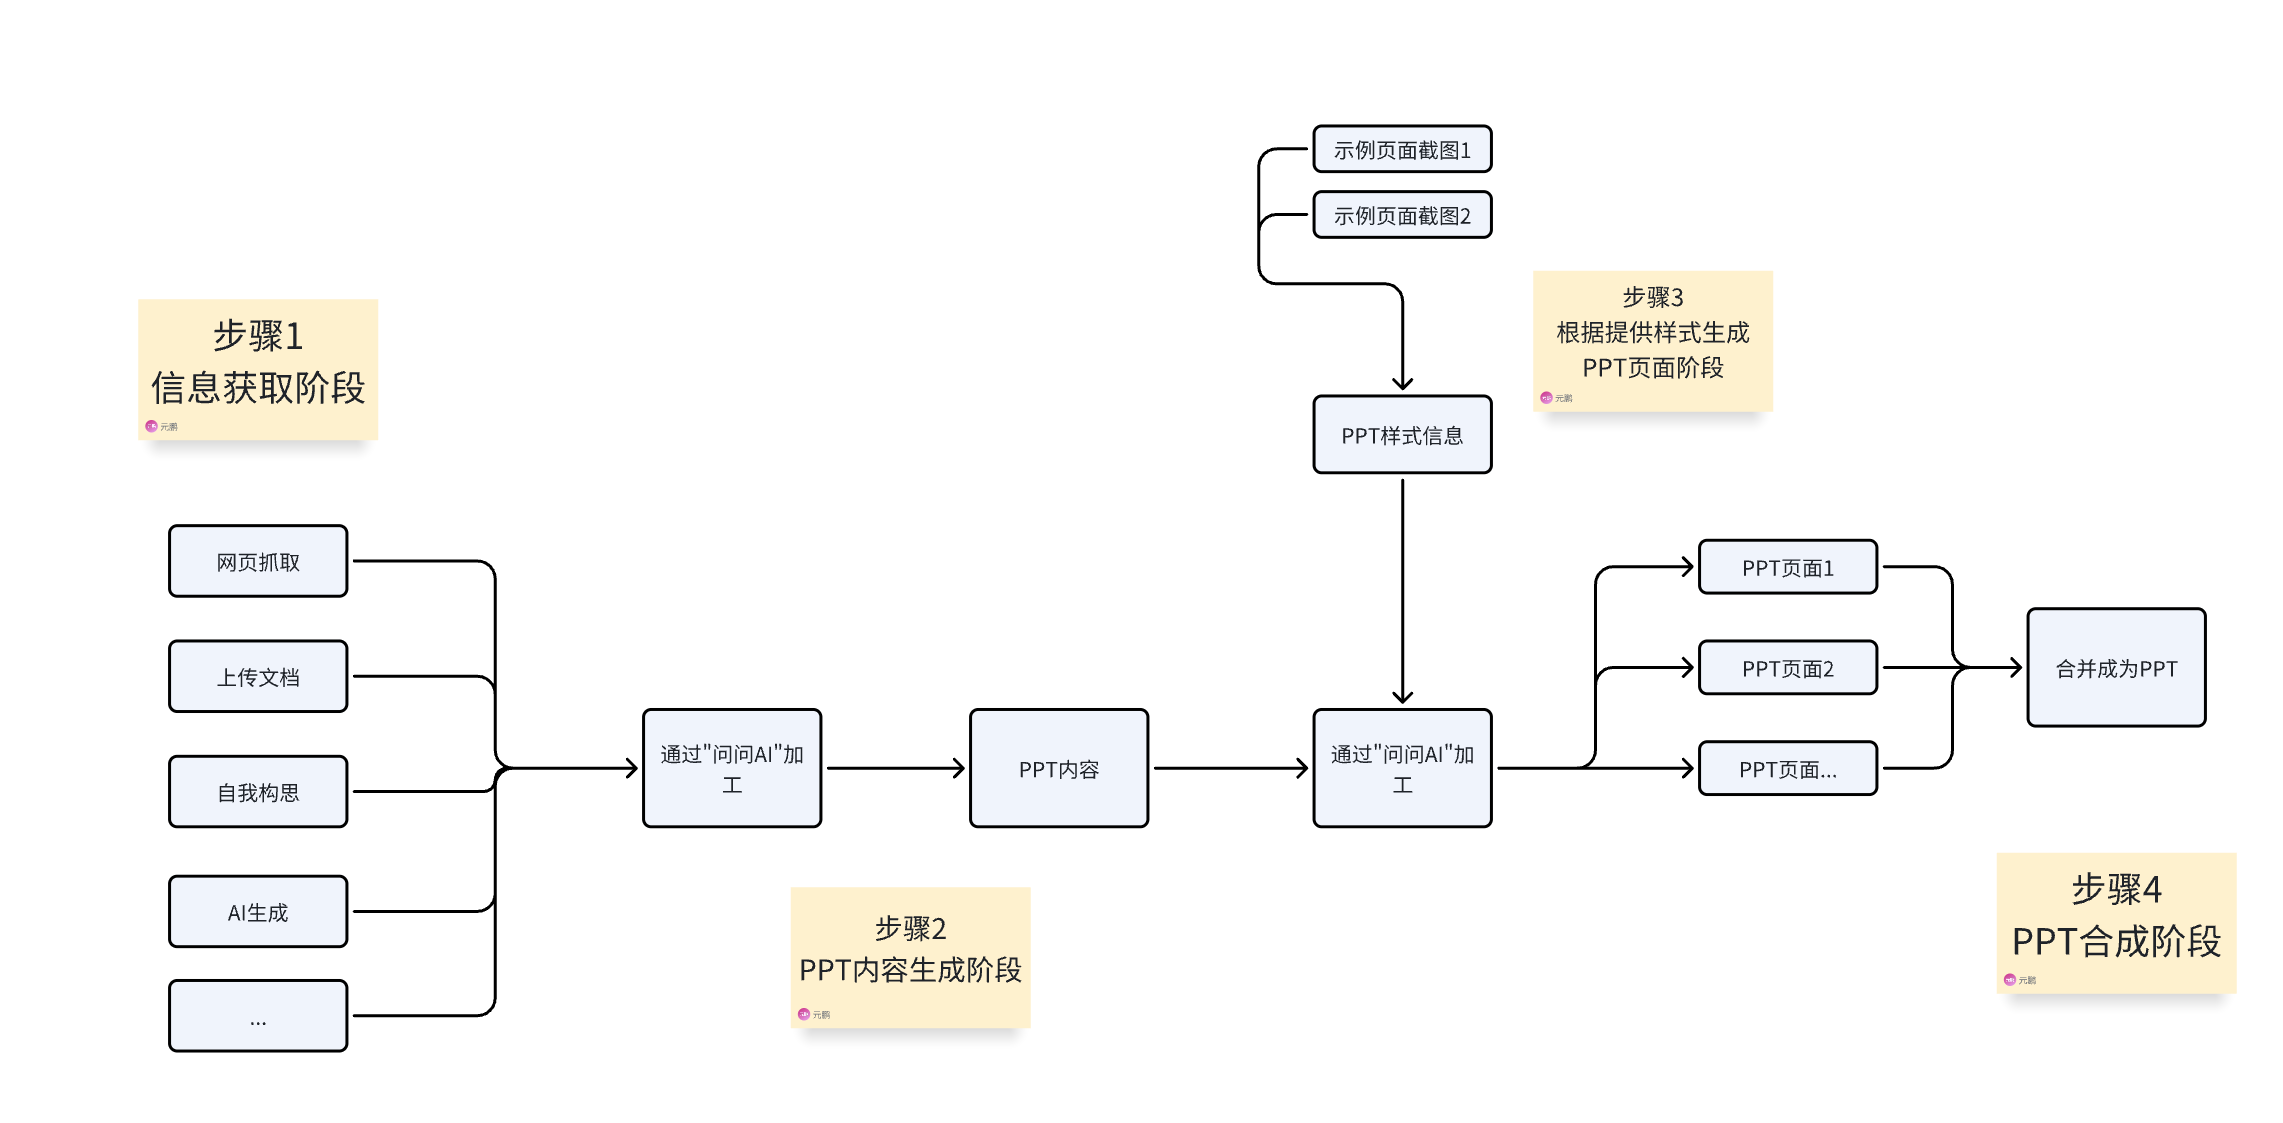 示例页面截图1
示例页面截图2
步骤3
根据提供样式生成
PPT页面阶段
元鹏
步骤1
信息获取阶段
元鹏
PPT样式信息
网页抓取
上传文档
自我构思
AI生成
...
通过"问问AI"加
工
PPT内容
通过"问问AI"加
工
PPT页面1
PPT页面2
PPT页面...
合并成为PPT
步骤2
PPT内容生成阶段
元鹏
步骤4
PPT合成阶段
元鹏